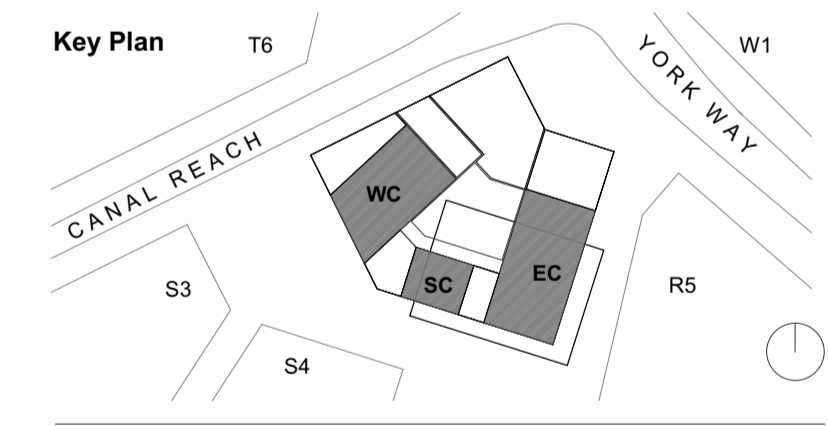 Key Plan
T6
YORK WAY
W1
CANAL REACH
WC
SC
EC
S3
R5
S4